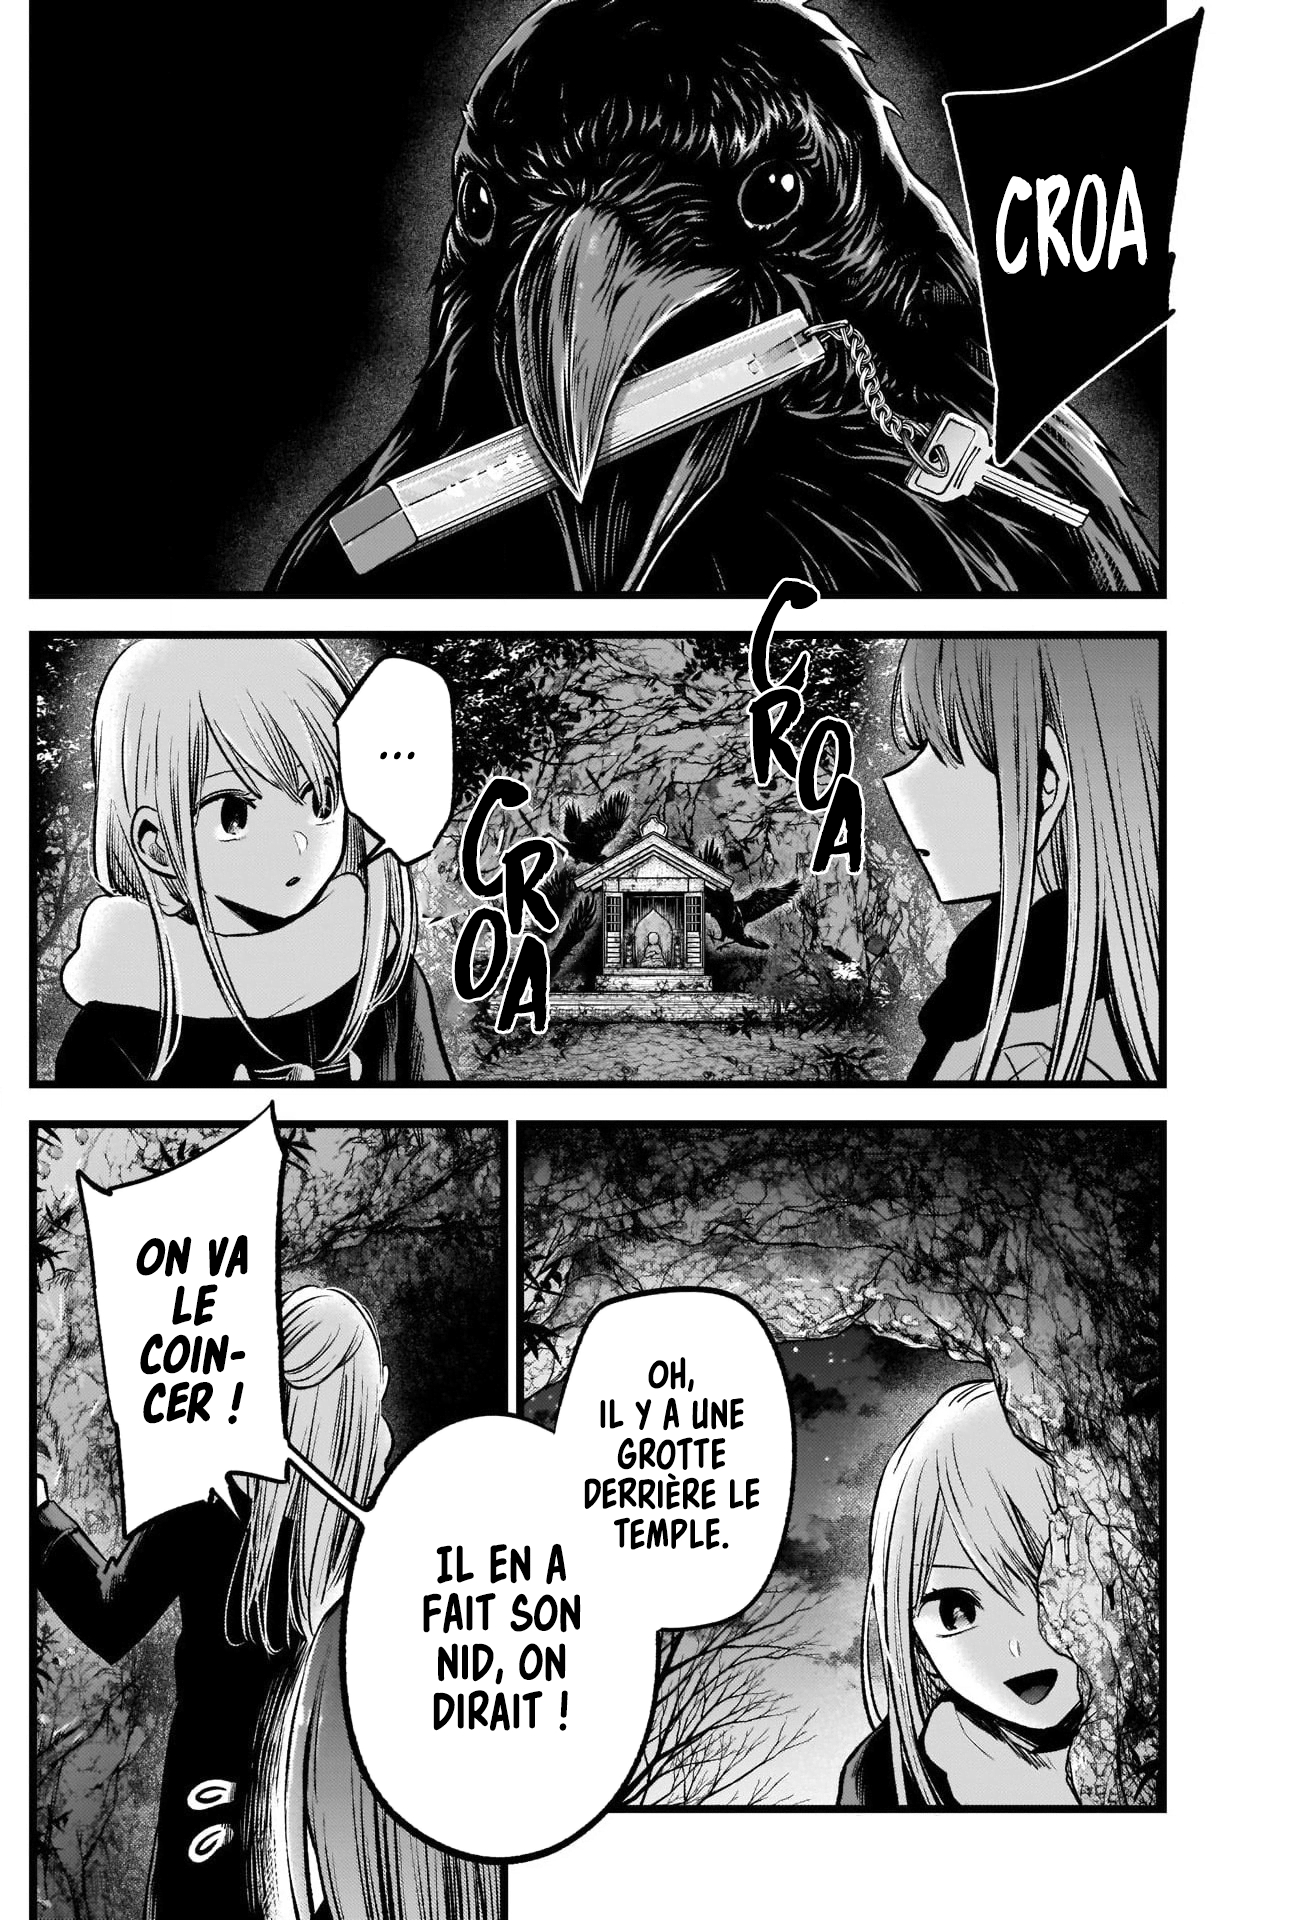 CROA
CROA
...
CROA
OH,
IL Y A UNE
GROTTE
DERRIÈRE LE
TEMPLE.
IL EN A
FAIT SON
NID, ON
DIRAIT !
ON VA
LE
COIN-
CER !